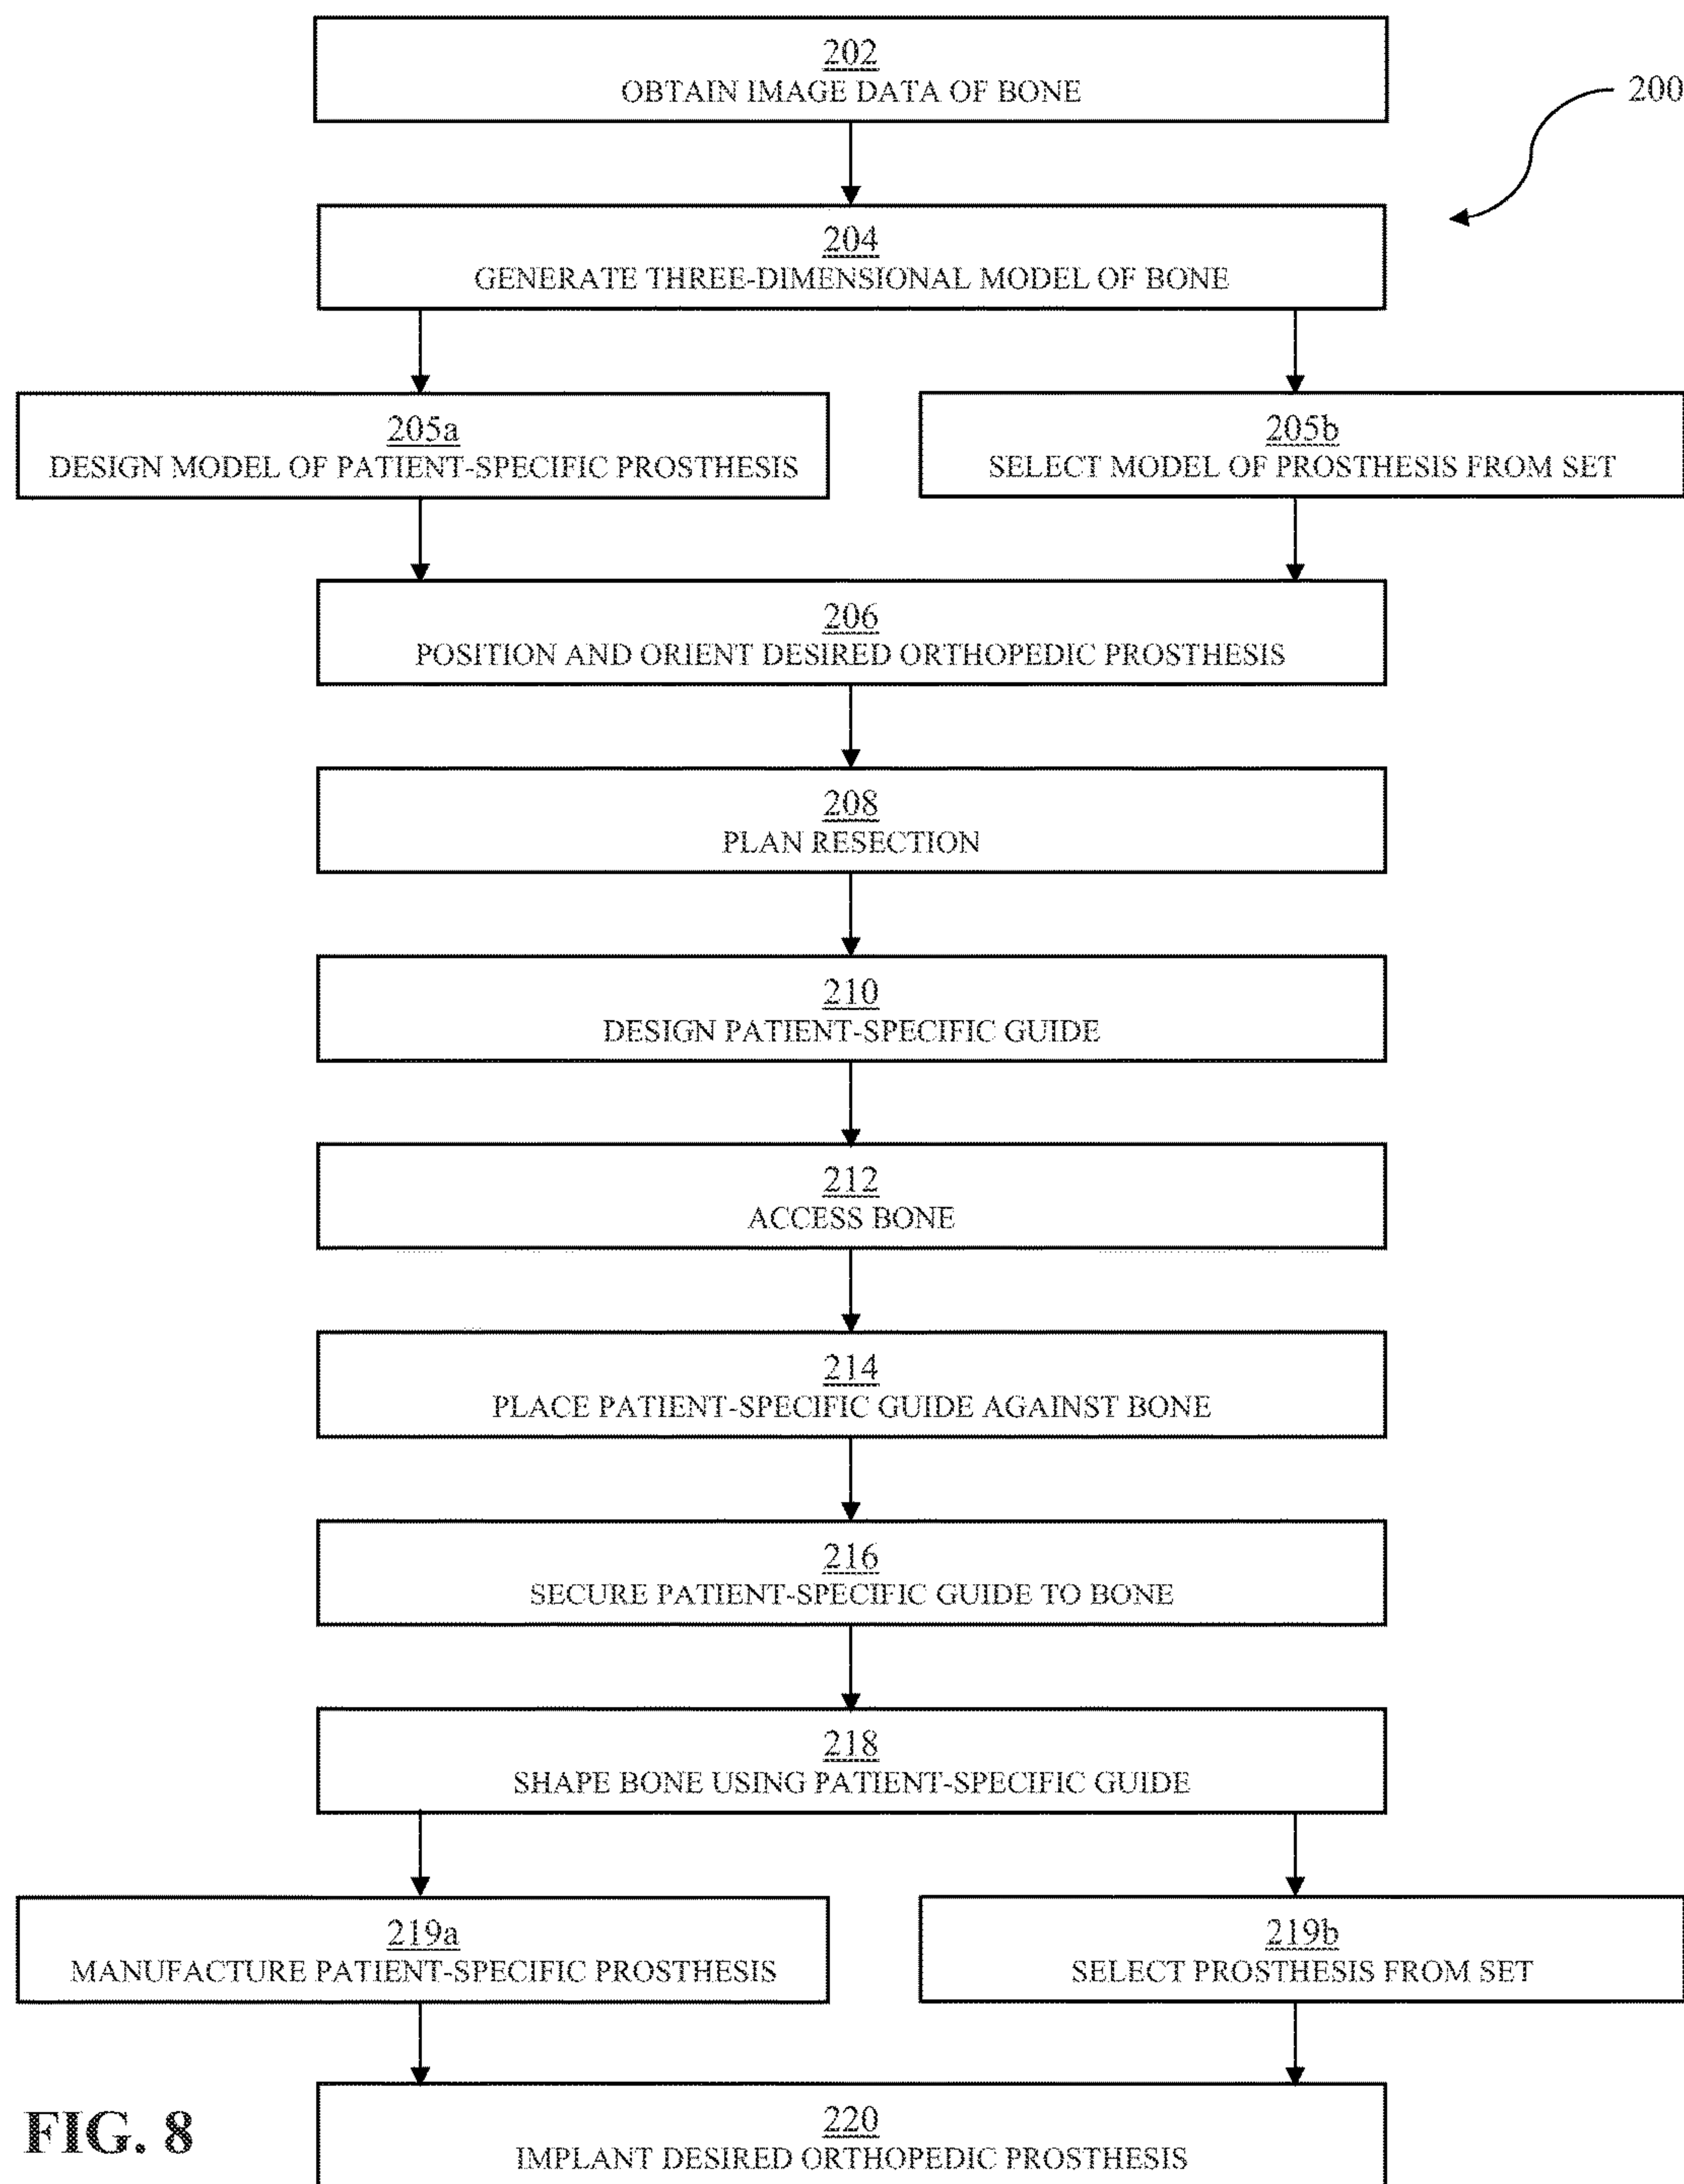 202
OBTAIN IMAGE DATA OF BONE
200
204
GENERATE THREE-DIMENSIONAL MODEL OF BONE
205a
DESIGN MODEL OF PATIENT-SPECIFIC PROSTHESIS
205b
SELECT MODEL OF PROSTHESIS FROM SET
206
POSITION AND ORIENT DESIRED ORTHOPEDIC PROSTHESIS
208
PLAN RESECTION
210
DESIGN PATIENT-SPECIFIC GUIDE
212
ACCESS BONE
214
PLACE PATIENT-SPECIFIC GUIDE AGAINST BONE
216
SECURE PATIENT-SPECIFIC GUIDE TO BONE
218
SHAPE BONE USING PATIENT-SPECIFIC GUIDE
219a
MANUFACTURE PATIENT-SPECIFIC PROSTHESIS
219b
SELECT PROSTHESIS FROM SET
220
IMPLANT DESIRED ORTHOPEDIC PROSTHESIS
FIG. 8